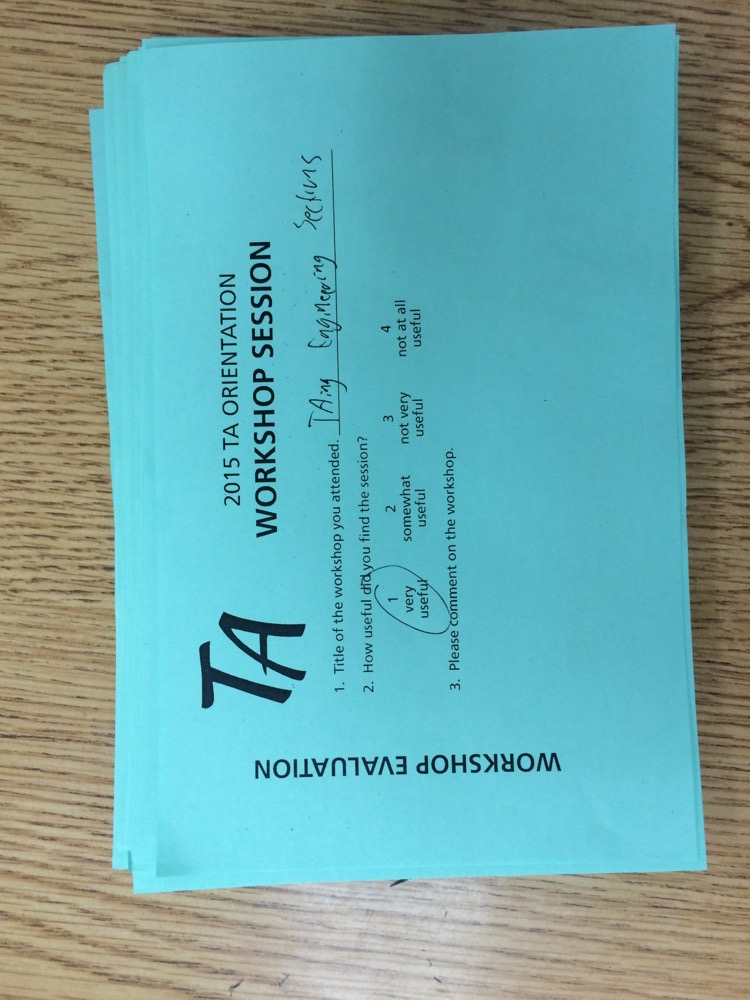 WORKSHOP EVALUATION
TA
2015 TA ORIENTATION
WORKSHOP SESSION
1. Title of the workshop you attended. TAing Engineering Sections
2. How useful did you find the session?
1 2 3 4
very somewhat not very not at all
useful useful useful useful
3. Please comment on the workshop.